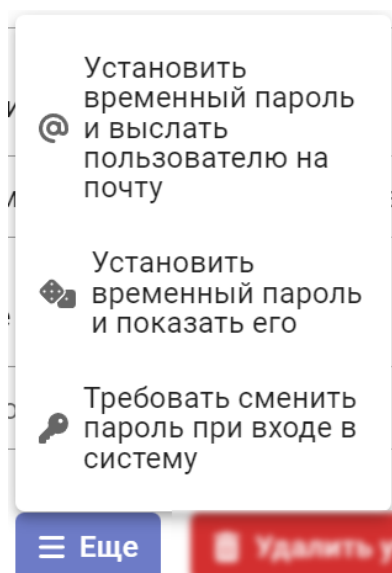 Установить
временный пароль
и выслать
пользователю на
почту
Установить
временный пароль
и показать его
Требовать сменить
пароль при входе в
систему
Еще
Удалить